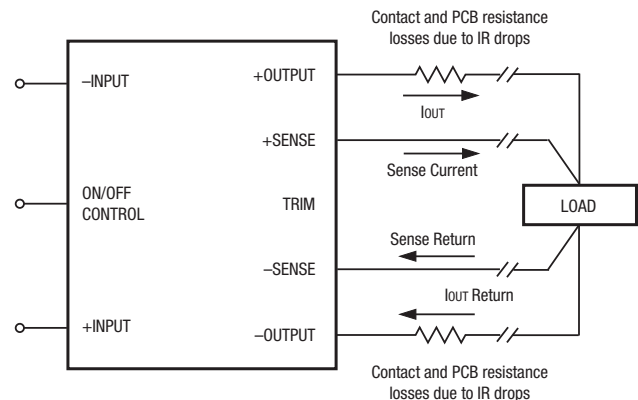 Contact and PCB resistance
losses due to IR drops
–INPUT
+OUTPUT
IOUT
+SENSE
Sense Current
ON/OFF
CONTROL
TRIM
LOAD
Sense Return
–SENSE
IOUT Return
+INPUT
–OUTPUT
Contact and PCB resistance
losses due to IR drops